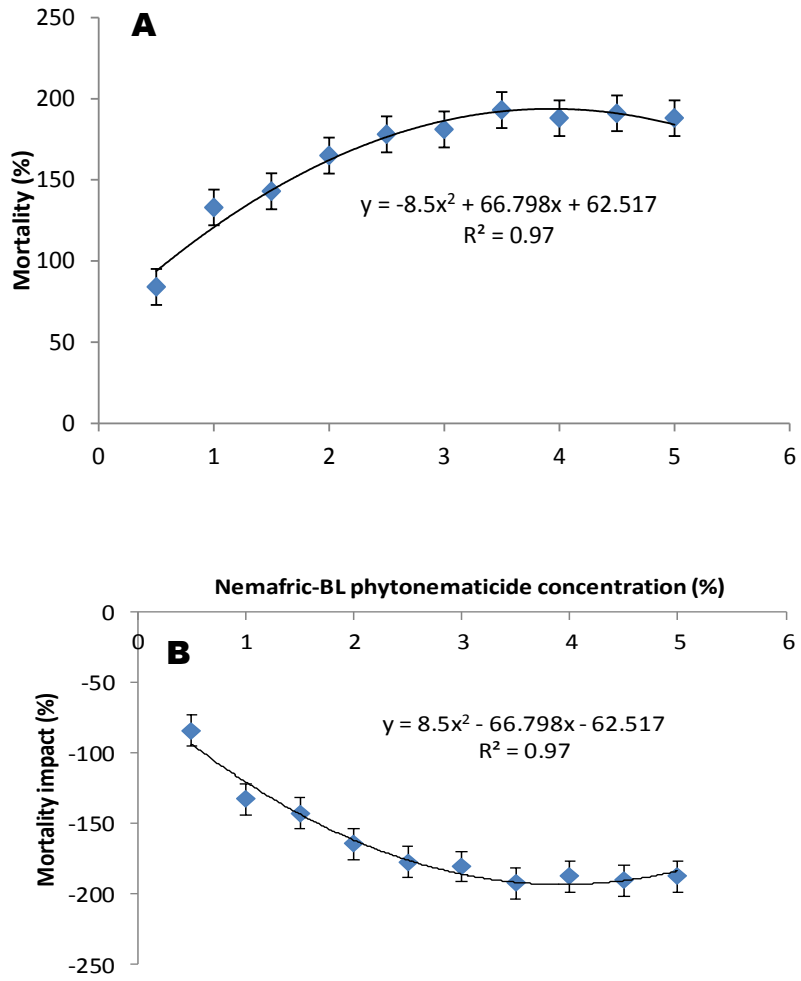 A
250
200
150
100
50
0
Mortality (%)
y = -8.5x² + 66.798x + 62.517
R² = 0.97
0 1 2 3 4 5 6
Nemafric-BL phytonematicide concentration (%)
0
0 1 2 3 4 5 6
B
-50
-100
-150
-200
-250
Mortality impact (%)
y = 8.5x² - 66.798x - 62.517
R² = 0.97